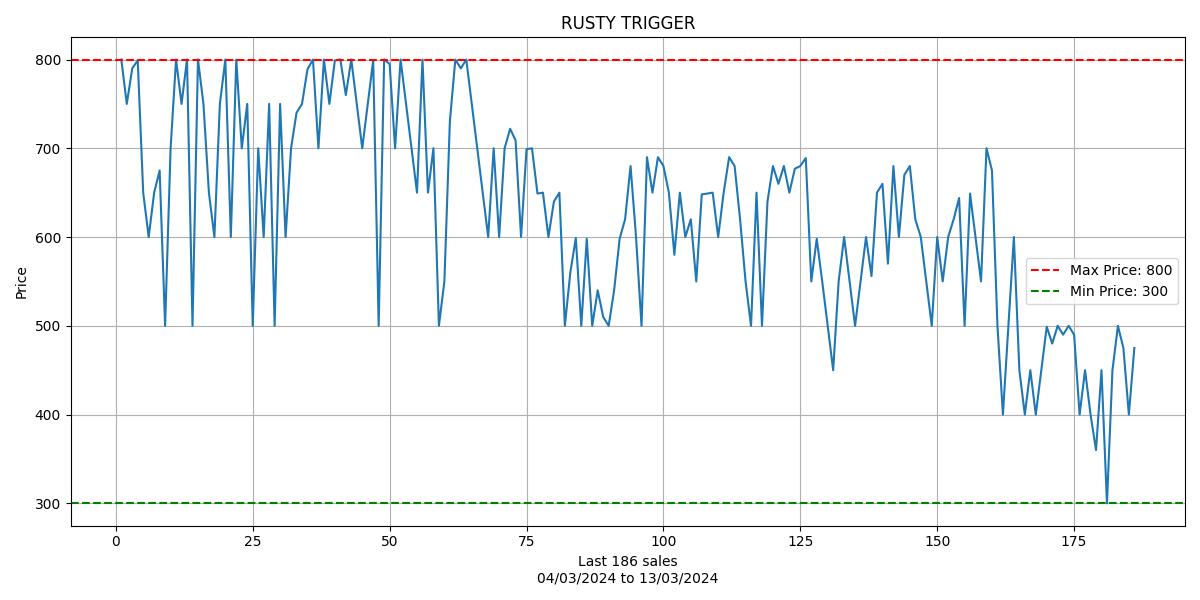 RUSTY TRIGGER
800
700
600
500
400
300
Price
Max Price: 800
Min Price: 300
0 25 50 75 100 125 150 175
Last 186 sales
04/03/2024 to 13/03/2024